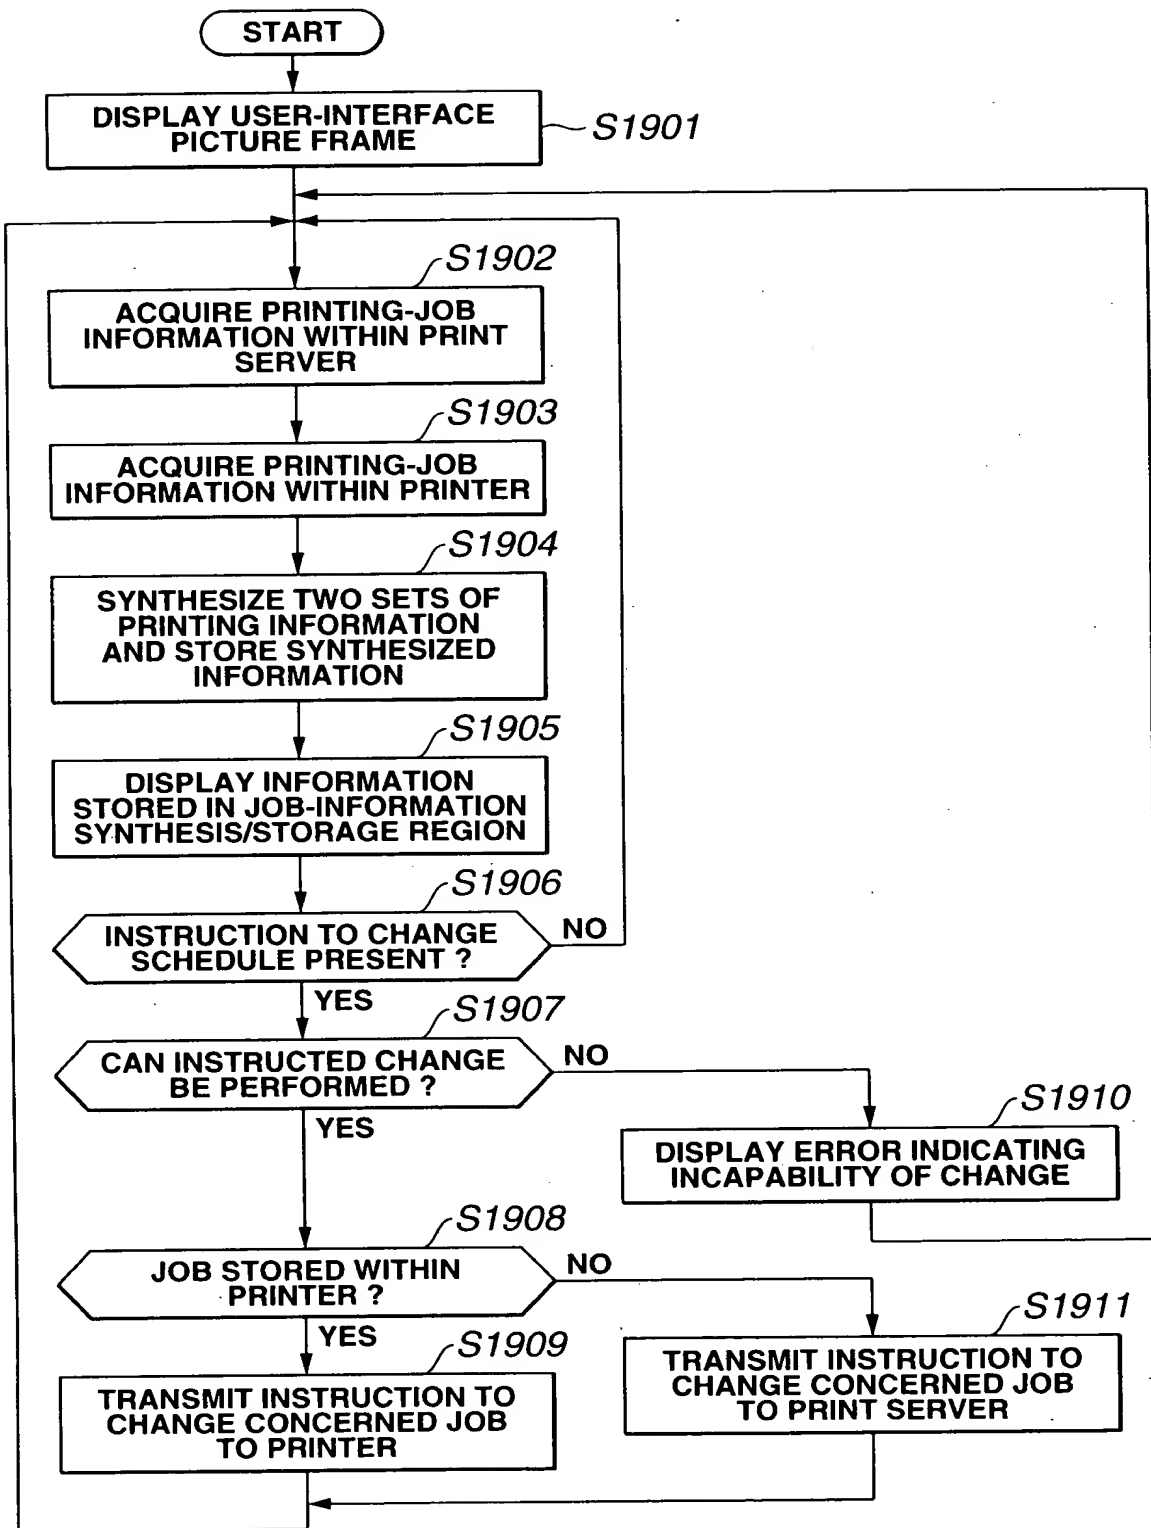 START
DISPLAY USER-INTERFACE
PICTURE FRAME
S1901
S1902
ACQUIRE PRINTING-JOB
INFORMATION WITHIN PRINT
SERVER
S1903
ACQUIRE PRINTING-JOB
INFORMATION WITHIN PRINTER
S1904
SYNTHESIZE TWO SETS OF
PRINTING INFORMATION
AND STORE SYNTHESIZED
INFORMATION
S1905
DISPLAY INFORMATION
STORED IN JOB-INFORMATION
SYNTHESIS/STORAGE REGION
S1906
INSTRUCTION TO CHANGE
SCHEDULE PRESENT ?
NO
YES
S1907
CAN INSTRUCTED CHANGE
BE PERFORMED ?
NO
YES
S1910
DISPLAY ERROR INDICATING
INCAPABILITY OF CHANGE
S1908
JOB STORED WITHIN
PRINTER ?
NO
YES
S1911
TRANSMIT INSTRUCTION TO
CHANGE CONCERNED JOB
TO PRINT SERVER
S1909
TRANSMIT INSTRUCTION TO
CHANGE CONCERNED JOB
TO PRINTER